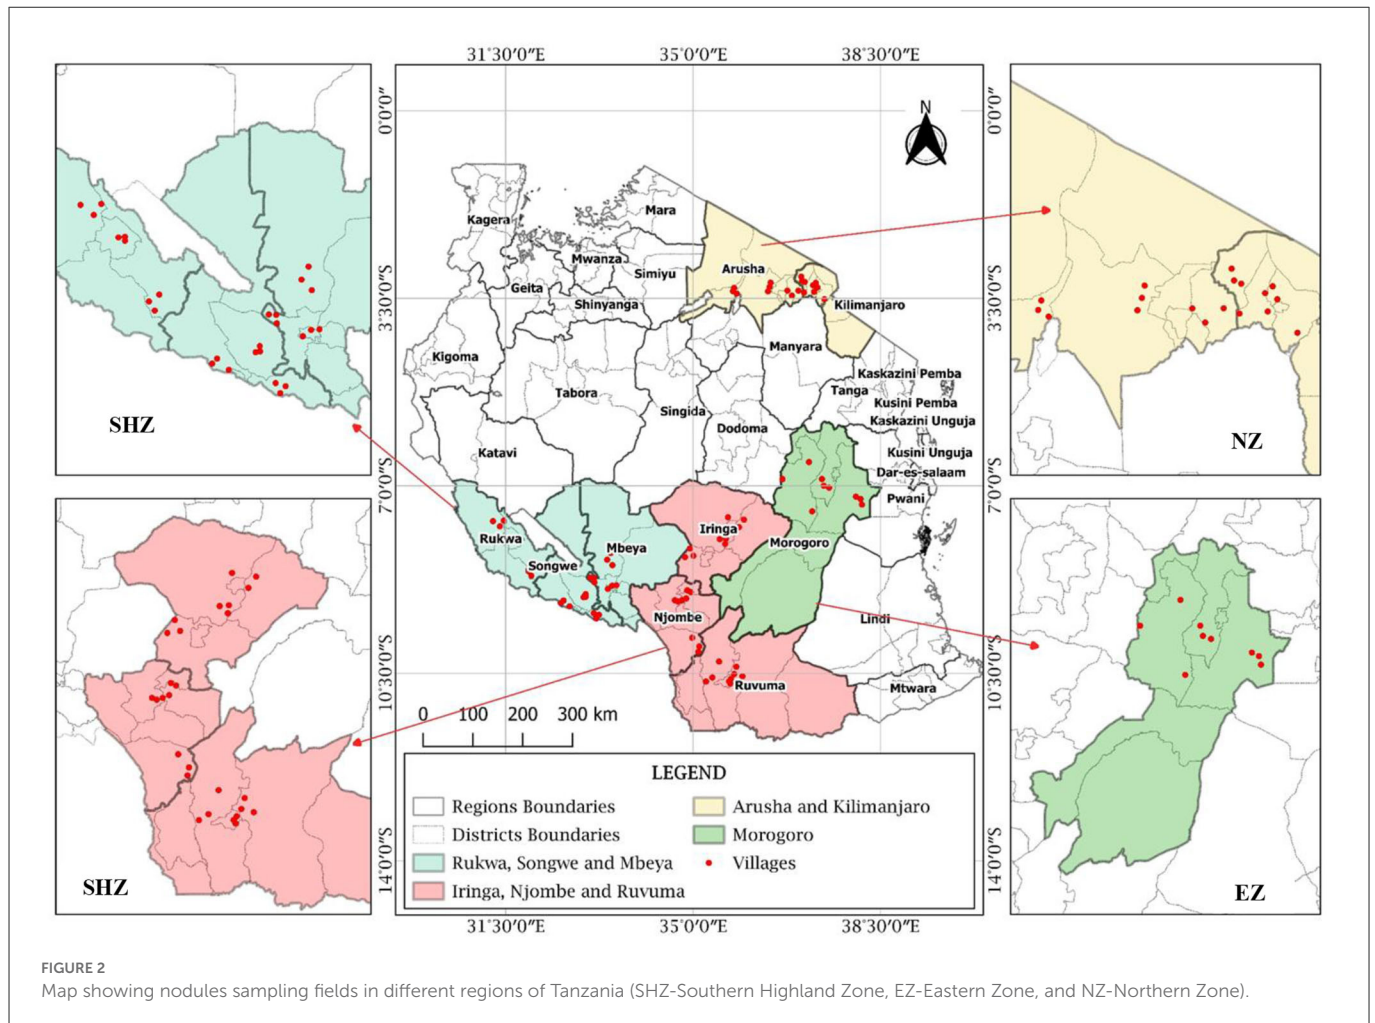 31°30'0"E 35°0'0"E 38°30'0"E
0°0'0"
3°30'0"S
7°0'0"S
10°30'0"S
14°0'0"S
0°0'0"
3°30'0"S
7°0'0"S
10°30'0"S
14°0'0"S
N
SHZ
NZ
SHZ
EZ
Kagera
Mara
Mwanza
Simiyu
Geita
Shinyanga
Arusha
Kilimanjaro
Kigoma
Manyara
Tabora
Singida
Dodoma
Tanga
Kaskazini Pemba
Kusini Pemba
Kaskazini Unguja
Kusini Unguja
Dar-es-salaam
Pwani
Katavi
Rukwa
Songwe
Mbeya
Iringa
Morogoro
Njombe
Lindi
Ruvuma
Mtwara
0 100 200 300 km
LEGEND
Regions Boundaries
Districts Boundaries
Rukwa, Songwe and Mbeya
Iringa, Njombe and Ruvuma
Arusha and Kilimanjaro
Morogoro
Villages
31°30'0"E 35°0'0"E 38°30'0"E
FIGURE 2
Map showing nodules sampling fields in different regions of Tanzania (SHZ-Southern Highland Zone, EZ-Eastern Zone, and NZ-Northern Zone).